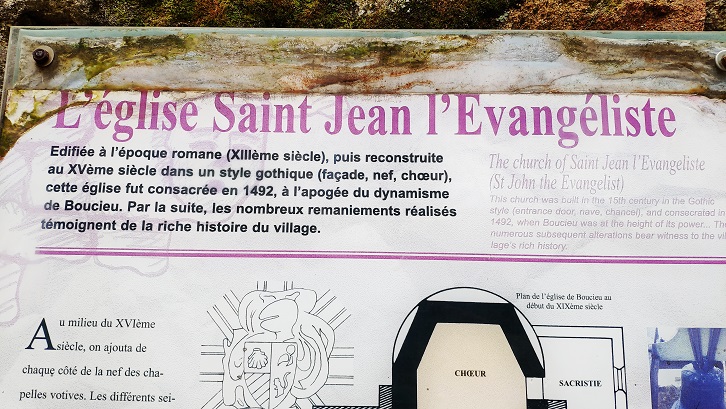 L'église Saint Jean l'Evangéliste
Edifiée à l'époque romane (XIIIème siècle), puis reconstruite
au XVème siècle dans un style gothique (façade, nef, chœur),
cette église fut consacrée en 1492, à l'apogée du dynamisme
de Boucieu. Par la suite, les nombreux remaniements réalisés
témoignent de la riche histoire du village.
The church of Saint Jean l'Evangeliste
(St John the Evangelist)
This church was built in the 15th century in the Gothic
style (entrance door, nave, chancel), and consecrated in
1492, when Boucieu was at the height of its power... The
numerous subsequent alterations bear witness to the vil-
lage's rich history.
Au milieu du XVIème
siècle, on ajouta de
chaque côté de la nef des cha-
pelles votives. Les différents sei-
Plan de l'église de Boucieu au
début du XIXème siècle
CHŒUR
SACRISTIE